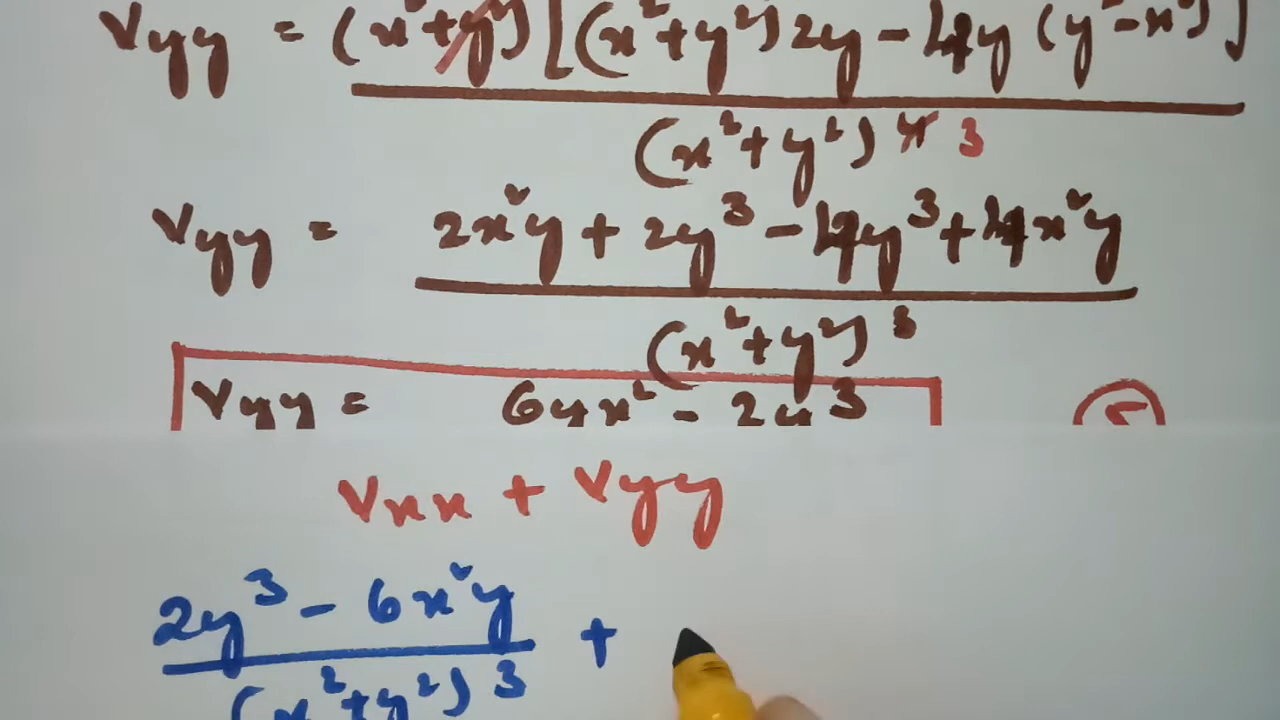 Vyy = (x²+y²) [(x²+y²) 2y - 4y (y²-x²)]
(x²+y²)4 3
Vyy = 2x²y + 2y³ - 4y³ + 4x²y
(x²+y²)³
Vyy = 6yx² - 2y³
Vxx + Vyy
2y³ - 6x²y +
(x²+y²)³